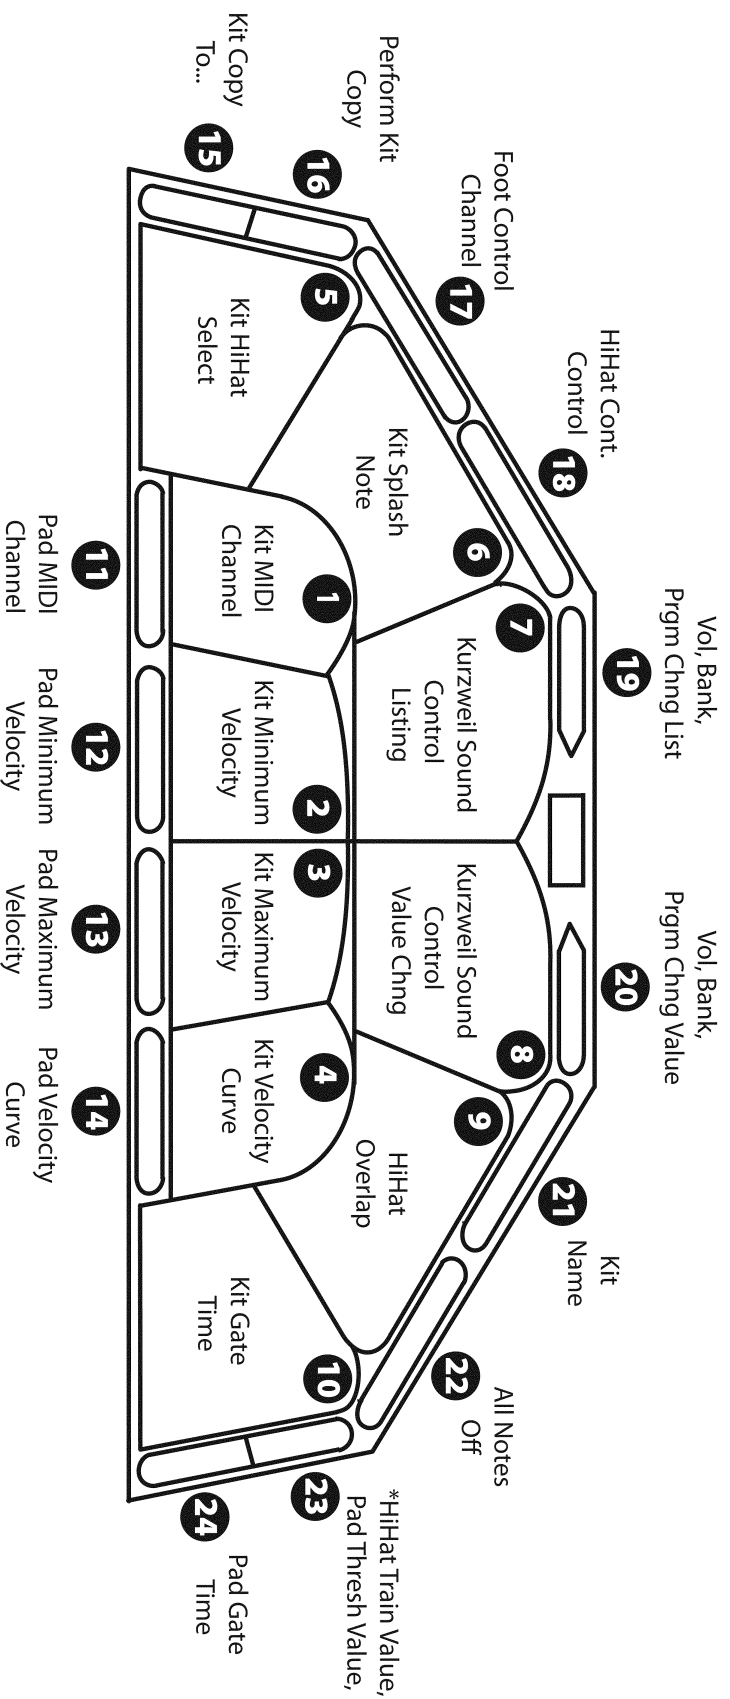 Vol, Bank,
Prgm Chng List
19
Vol, Bank,
Prgm Chng Value
20
HiHat Cont.
Control
18
Kit
Name
21
Foot Control
Channel
17
All Notes
Off
22
Perform Kit
Copy
16
*HiHat Train Value,
Pad Thresh Value,
23
Kit Copy
To...
15
Pad Gate
Time
24
7
Kurzweil Sound
Control
Listing
8
Kurzweil Sound
Control
Value Chng
6
Kit Splash
Note
9
HiHat
Overlap
5
Kit HiHat
Select
1
Kit MIDI
Channel
2
Kit Minimum
Velocity
3
Kit Maximum
Velocity
4
Kit Velocity
Curve
10
Kit Gate
Time
11
Pad MIDI
Channel
12
Pad Minimum
Velocity
13
Pad Maximum
Velocity
14
Pad Velocity
Curve